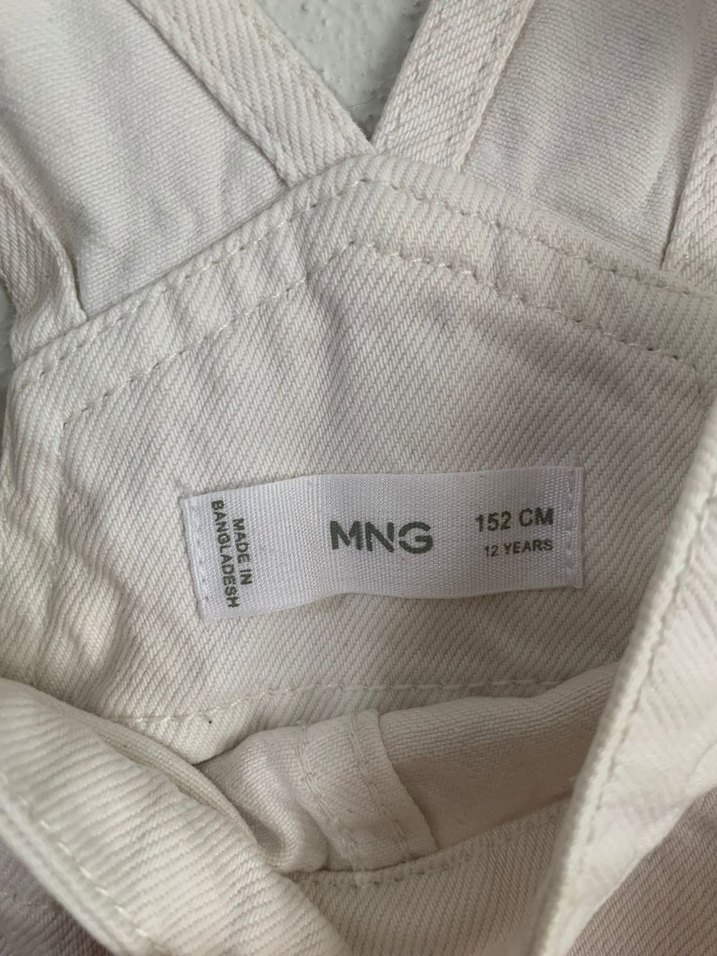 MADE IN
BANGLADESH
MNG
152 CM
12 YEARS